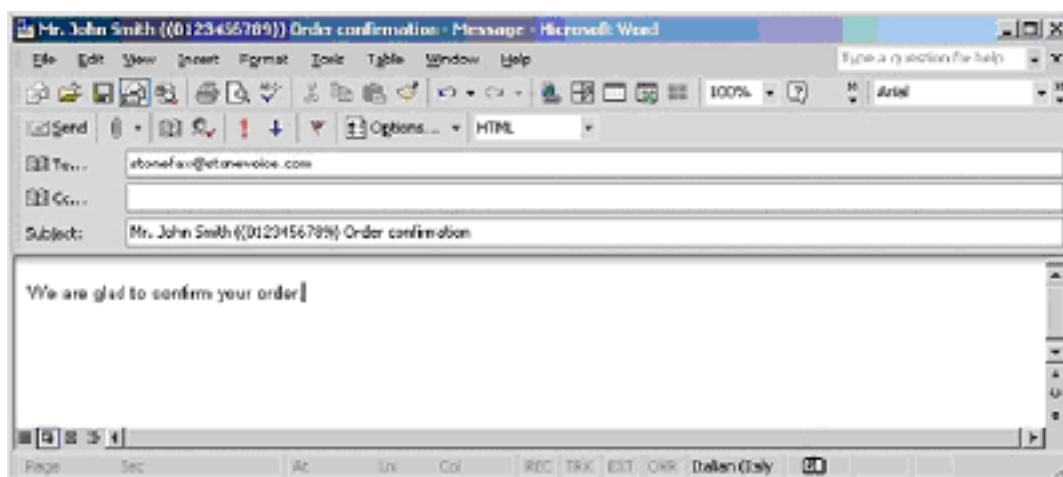 Mr. John Smith ((0123456789)) Order confirmation - Message - Microsoft Word
File Edit View Insert Format Tools Table Window Help Type a question for help
100% Arial
Send Options... HTML
To... stonefax@stonevoice.com
Cc...
Subject: Mr. John Smith ((0123456789)) Order confirmation
We are glad to confirm your order
Page Sec At Ln Col REC TRK EXT OVR Italian (Italy